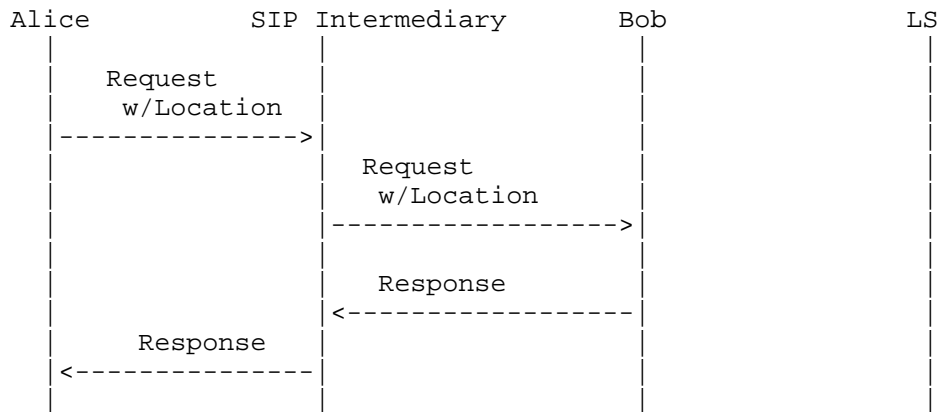 Alice SIP Intermediary Bob LS
Request
w/Location
Request
w/Location
Response
Response